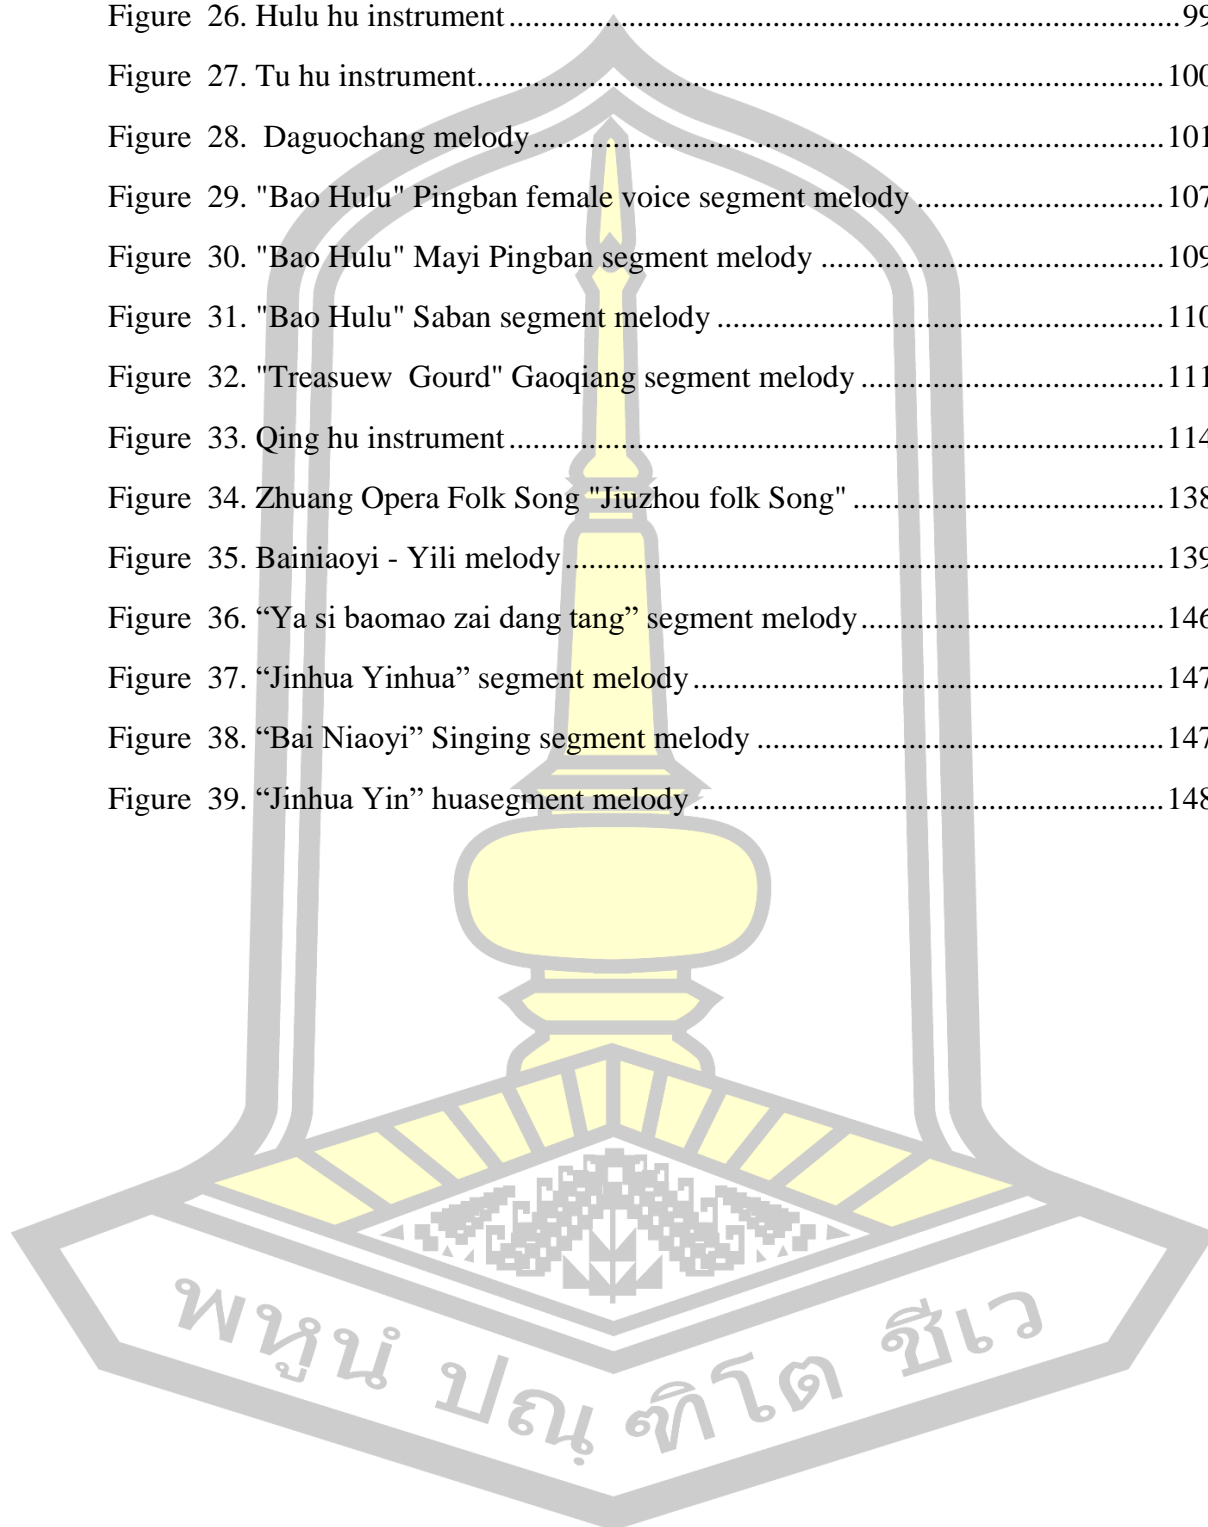 Figure 26. Hulu hu instrument ........ 99
Figure 27. Tu hu instrument ........ 100
Figure 28. Daguochang melody ........ 101
Figure 29. "Bao Hulu" Pingban female voice segment melody ........ 107
Figure 30. "Bao Hulu" Mayi Pingban segment melody ........ 109
Figure 31. "Bao Hulu" Saban segment melody ........ 110
Figure 32. "Treasuew Gourd" Gaoqiang segment melody ........ 111
Figure 33. Qing hu instrument ........ 114
Figure 34. Zhuang Opera Folk Song "Jiuzhou folk Song" ........ 138
Figure 35. Bainiaoyi - Yili melody ........ 139
Figure 36. “Ya si baomao zai dang tang” segment melody ........ 146
Figure 37. “Jinhua Yinhua” segment melody ........ 147
Figure 38. “Bai Niaoyi” Singing segment melody ........ 147
Figure 39. “Jinhua Yin” huasegment melody ........ 148
พหูนํ ปณฺฑิโต ชีเว